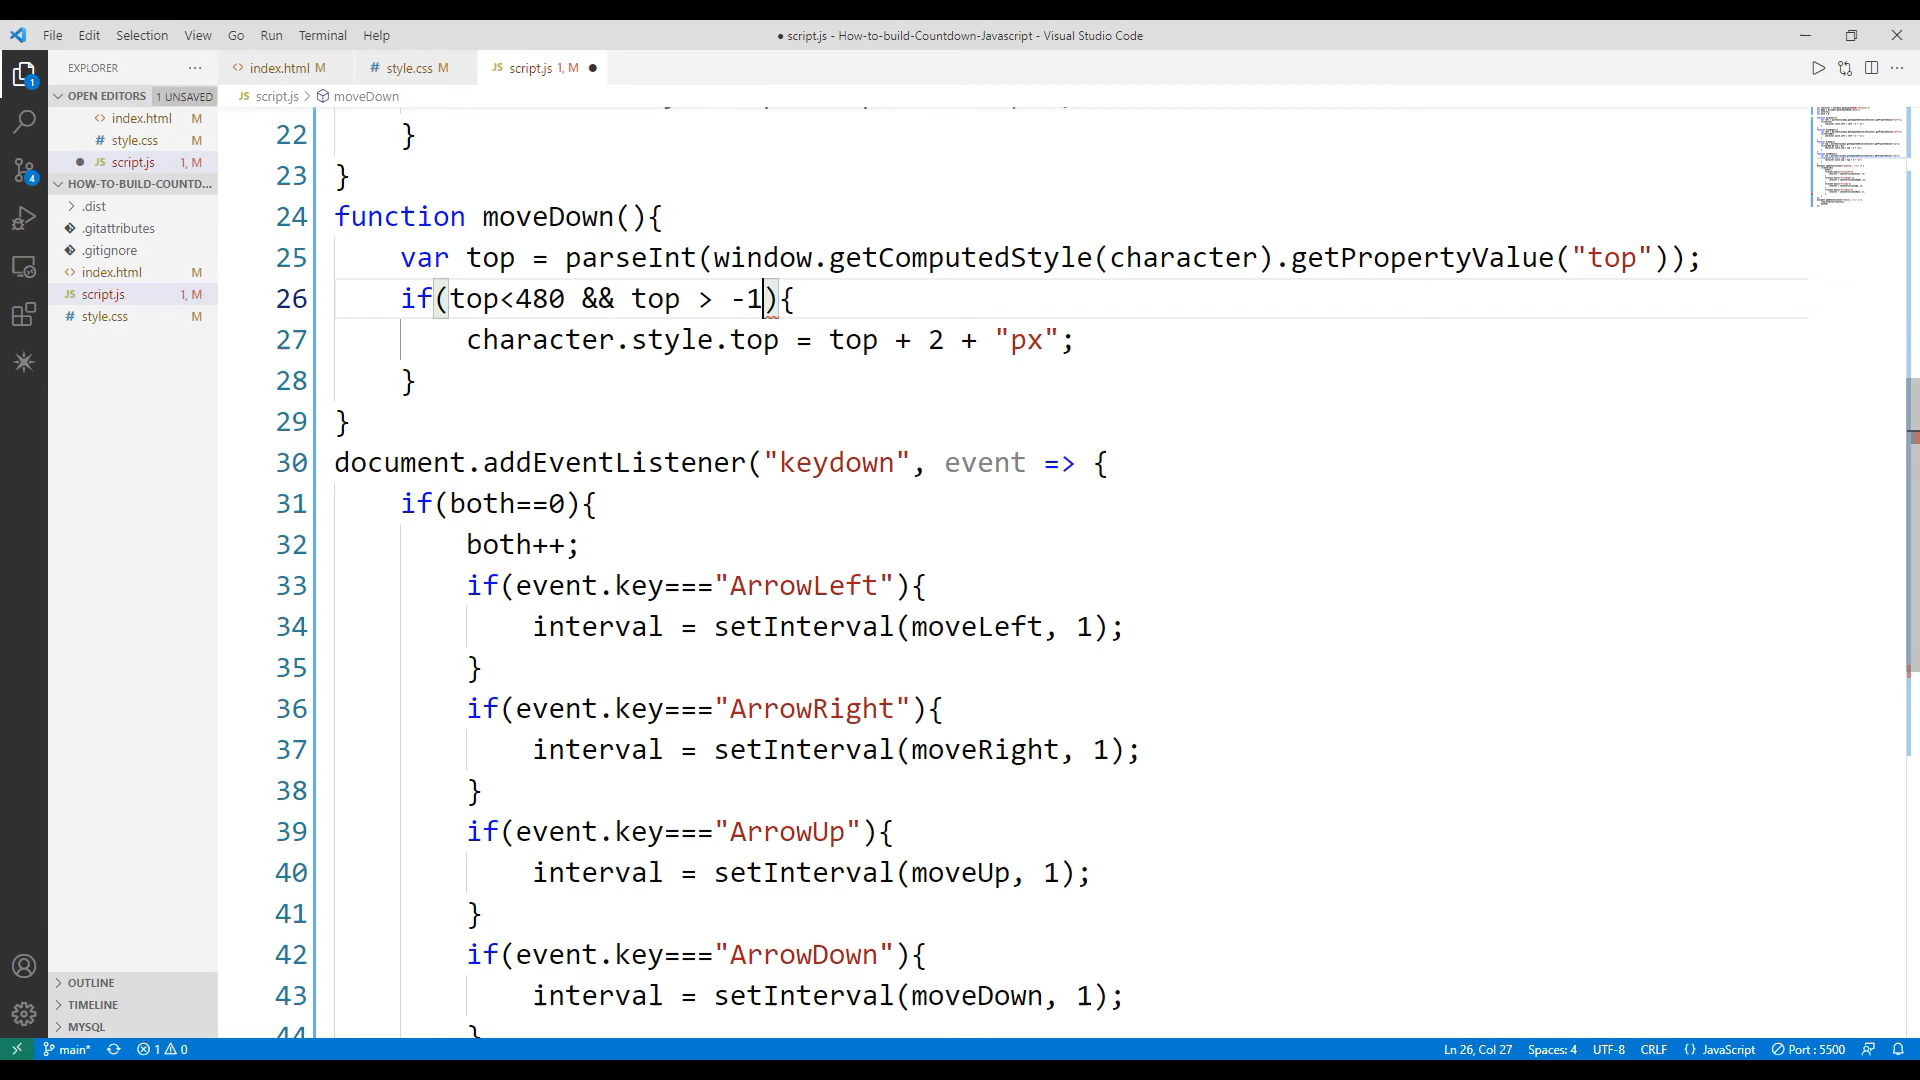 File Edit Selection View Go Run Terminal Help
● script.js - How-to-build-Countdown-Javascript - Visual Studio Code
EXPLORER ···
<> index.html M
# style.css M
JS script.js 1, M ●
OPEN EDITORS 1 UNSAVED
JS script.js > moveDown
<> index.html M
# style.css M
● JS script.js 1, M
HOW-TO-BUILD-COUNTD...
> .dist
.gitattributes
.gitignore
<> index.html M
JS script.js 1, M
# style.css M
1
4
22 }
23 }
24 function moveDown(){
25 var top = parseInt(window.getComputedStyle(character).getPropertyValue("top"));
26 if(top<480 && top > -1){
27 character.style.top = top + 2 + "px";
28 }
29 }
30 document.addEventListener("keydown", event => {
31 if(both==0){
32 both++;
33 if(event.key==="ArrowLeft"){
34 interval = setInterval(moveLeft, 1);
35 }
36 if(event.key==="ArrowRight"){
37 interval = setInterval(moveRight, 1);
38 }
39 if(event.key==="ArrowUp"){
40 interval = setInterval(moveUp, 1);
41 }
42 if(event.key==="ArrowDown"){
43 interval = setInterval(moveDown, 1);
44 }
> OUTLINE
> TIMELINE
> MYSQL
main* 1 0
Ln 26, Col 27 Spaces: 4 UTF-8 CRLF {} JavaScript Port : 5500